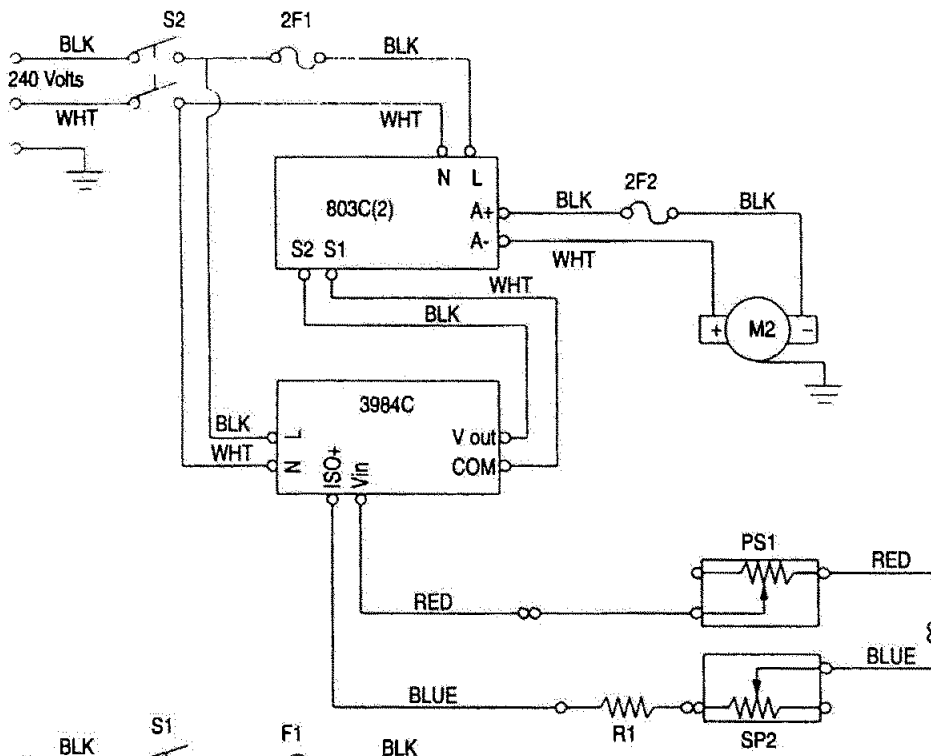 S2 2F1
BLK BLK
240 Volts
WHT WHT
N L
803C(2) A+ BLK 2F2 BLK
A-
S2 S1 WHT
WHT
BLK
+ M2 −
3984C
BLK L V out
WHT N ISO+ Vin COM
PS1
RED RED
BLUE
BLUE
R1 SP2
S1 F1
BLK BLK